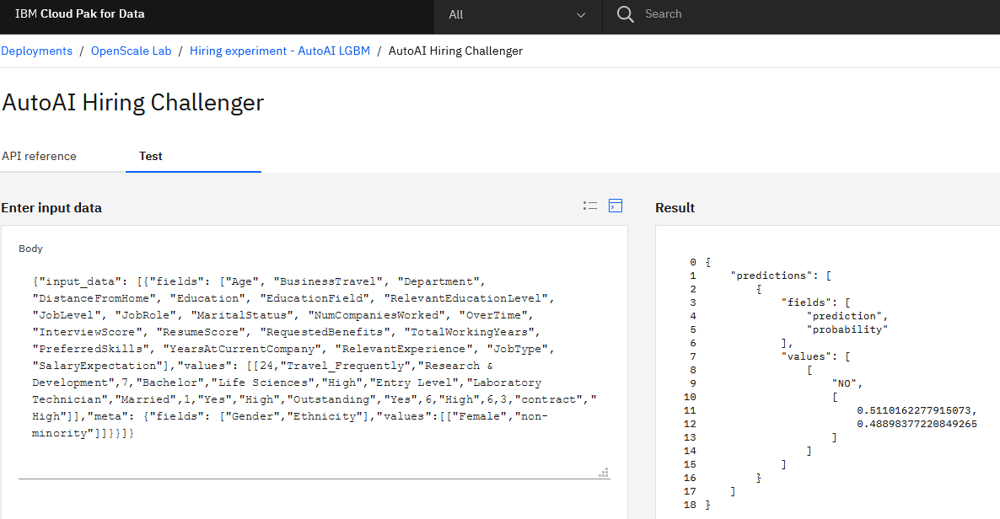 IBM Cloud Pak for Data
All
Search
Deployments / OpenScale Lab / Hiring experiment - AutoAI LGBM / AutoAI Hiring Challenger
AutoAI Hiring Challenger
API reference
Test
Enter input data
Body
{"input_data": [{"fields": ["Age", "BusinessTravel", "Department",
"DistanceFromHome", "Education", "EducationField", "RelevantEducationLevel",
"JobLevel", "JobRole", "MaritalStatus", "NumCompaniesWorked", "OverTime",
"InterviewScore", "ResumeScore", "RequestedBenefits", "TotalWorkingYears",
"PreferredSkills", "YearsAtCurrentCompany", "RelevantExperience", "JobType",
"SalaryExpectation"],"values": [[24,"Travel_Frequently","Research &
Development",7,"Bachelor","Life Sciences","High","Entry Level","Laboratory
Technician","Married",1,"Yes","High","Outstanding","Yes",6,"High",6,3,"contract","
High"]],"meta": {"fields": ["Gender","Ethnicity"],"values":[["Female","non-
minority"]]}}]}
Result
0 {
1 "predictions": [
2 {
3 "fields": [
4 "prediction",
5 "probability"
6 ],
7 "values": [
8 [
9 "NO",
10 [
11 0.5110162277915073,
12 0.48898377220849265
13 ]
14 ]
15 ]
16 }
17 ]
18 }